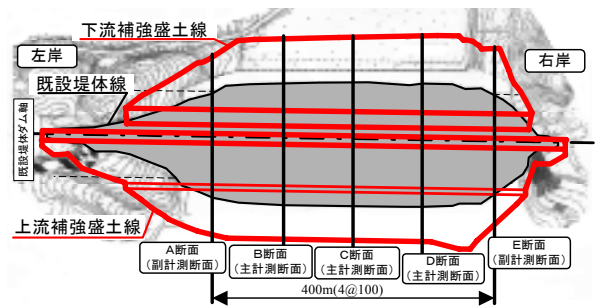 下流補強盛土線
左岸
右岸
既設堤体線
既設堤体ダム軸
上流補強盛土線
A断面
(副計測断面)
B断面
(主計測断面)
C断面
(主計測断面)
D断面
(主計測断面)
E断面
(副計測断面)
400m(4@100)